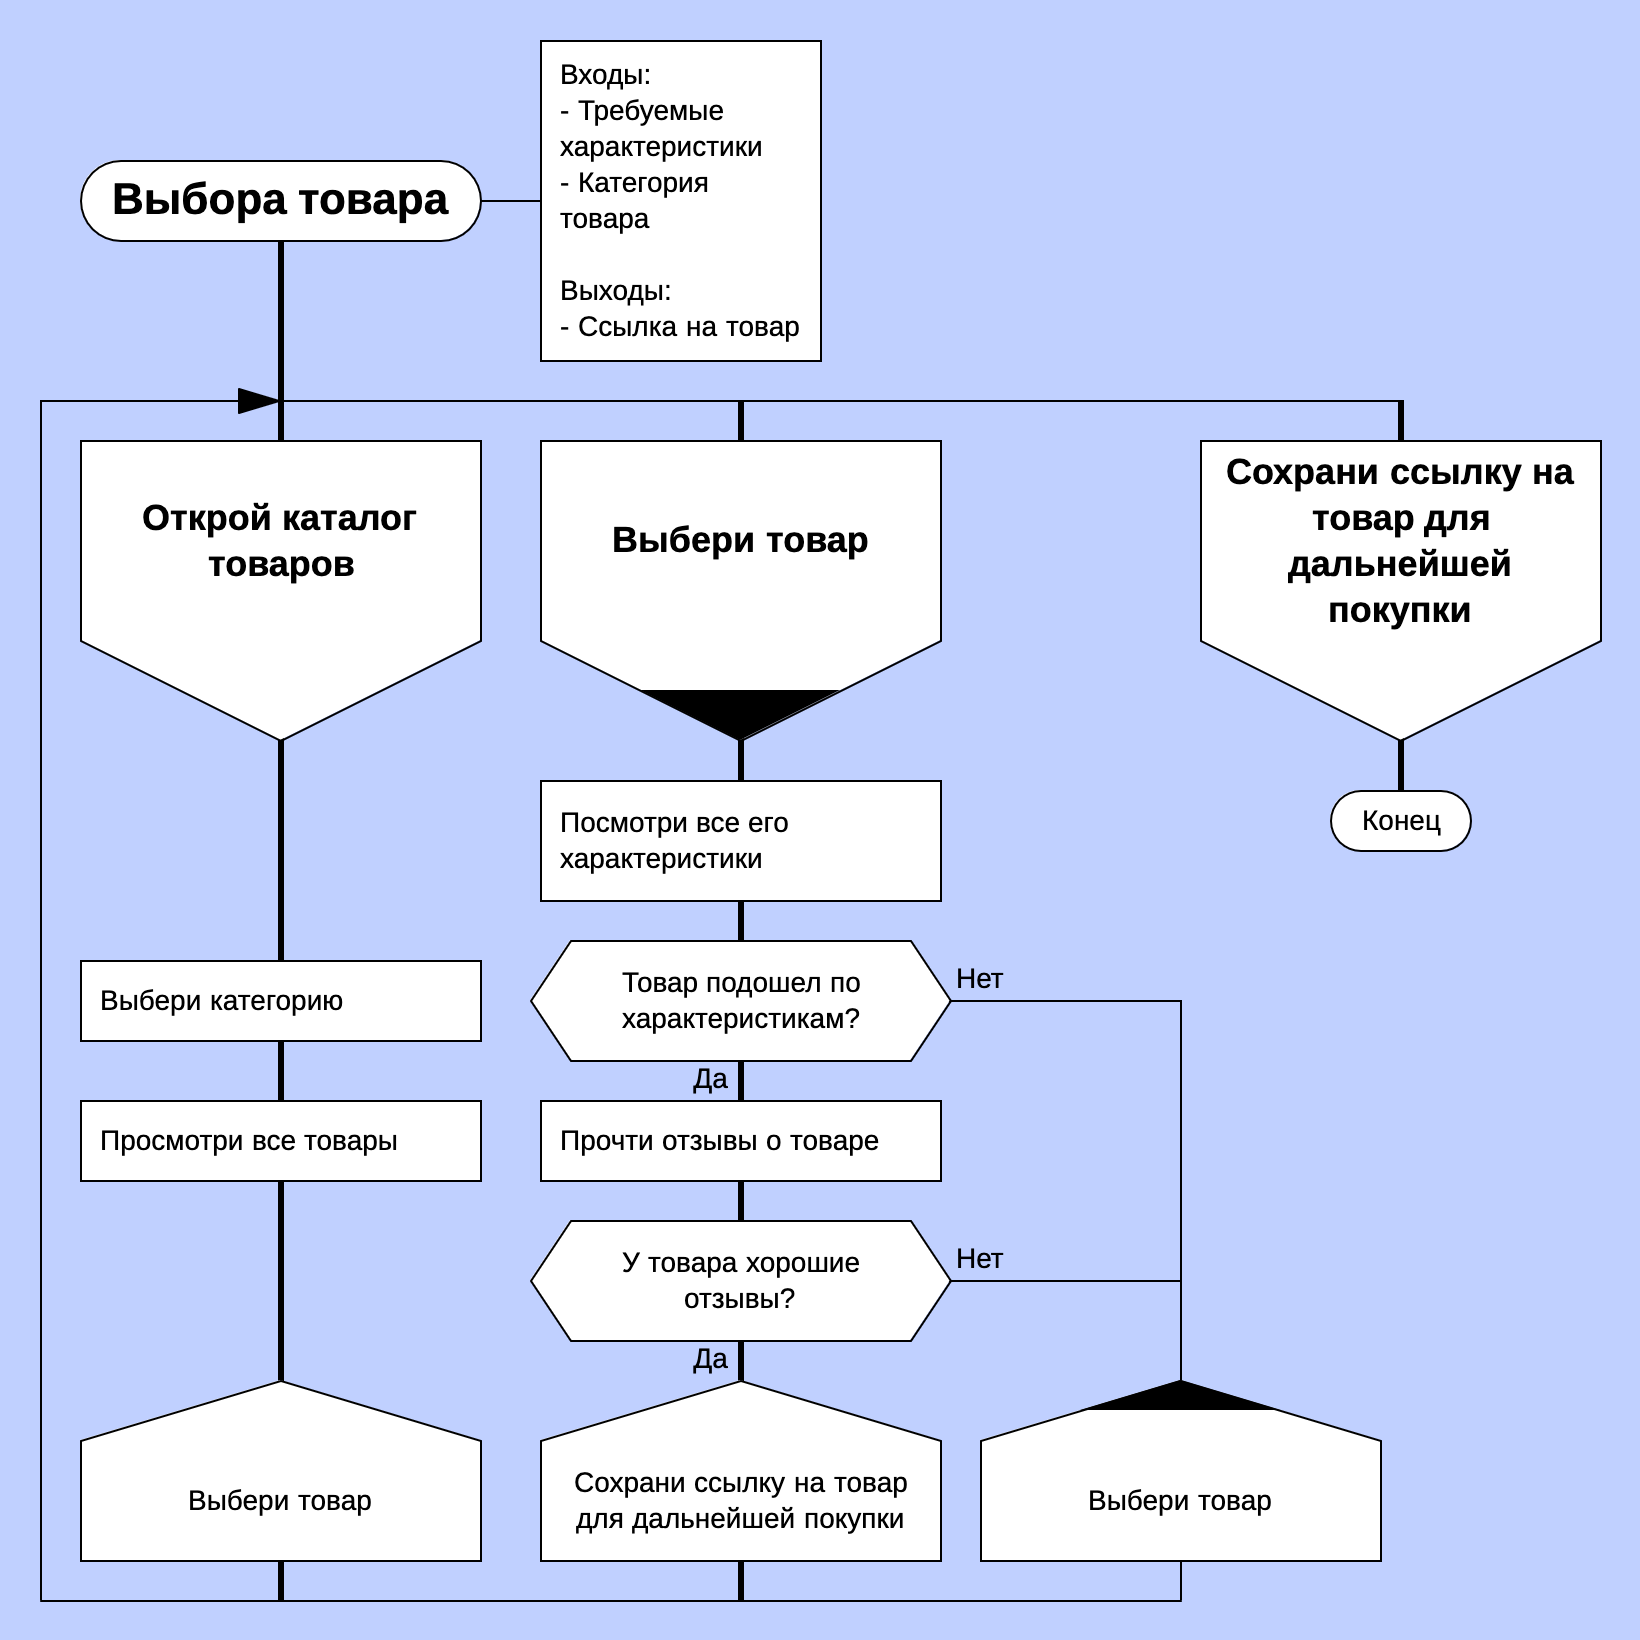 Выбора товара
Входы:
- Требуемые
характеристики
- Категория
товара
Выходы:
- Ссылка на товар
Открой каталог
товаров
Выбери категорию
Просмотри все товары
Выбери товар
Выбери товар
Посмотри все его
характеристики
Товар подошел по
характеристикам?
Нет
Да
Прочти отзывы о товаре
У товара хорошие
отзывы?
Нет
Да
Сохрани ссылку на товар
для дальнейшей покупки
Выбери товар
Сохрани ссылку на
товар для
дальнейшей
покупки
Конец